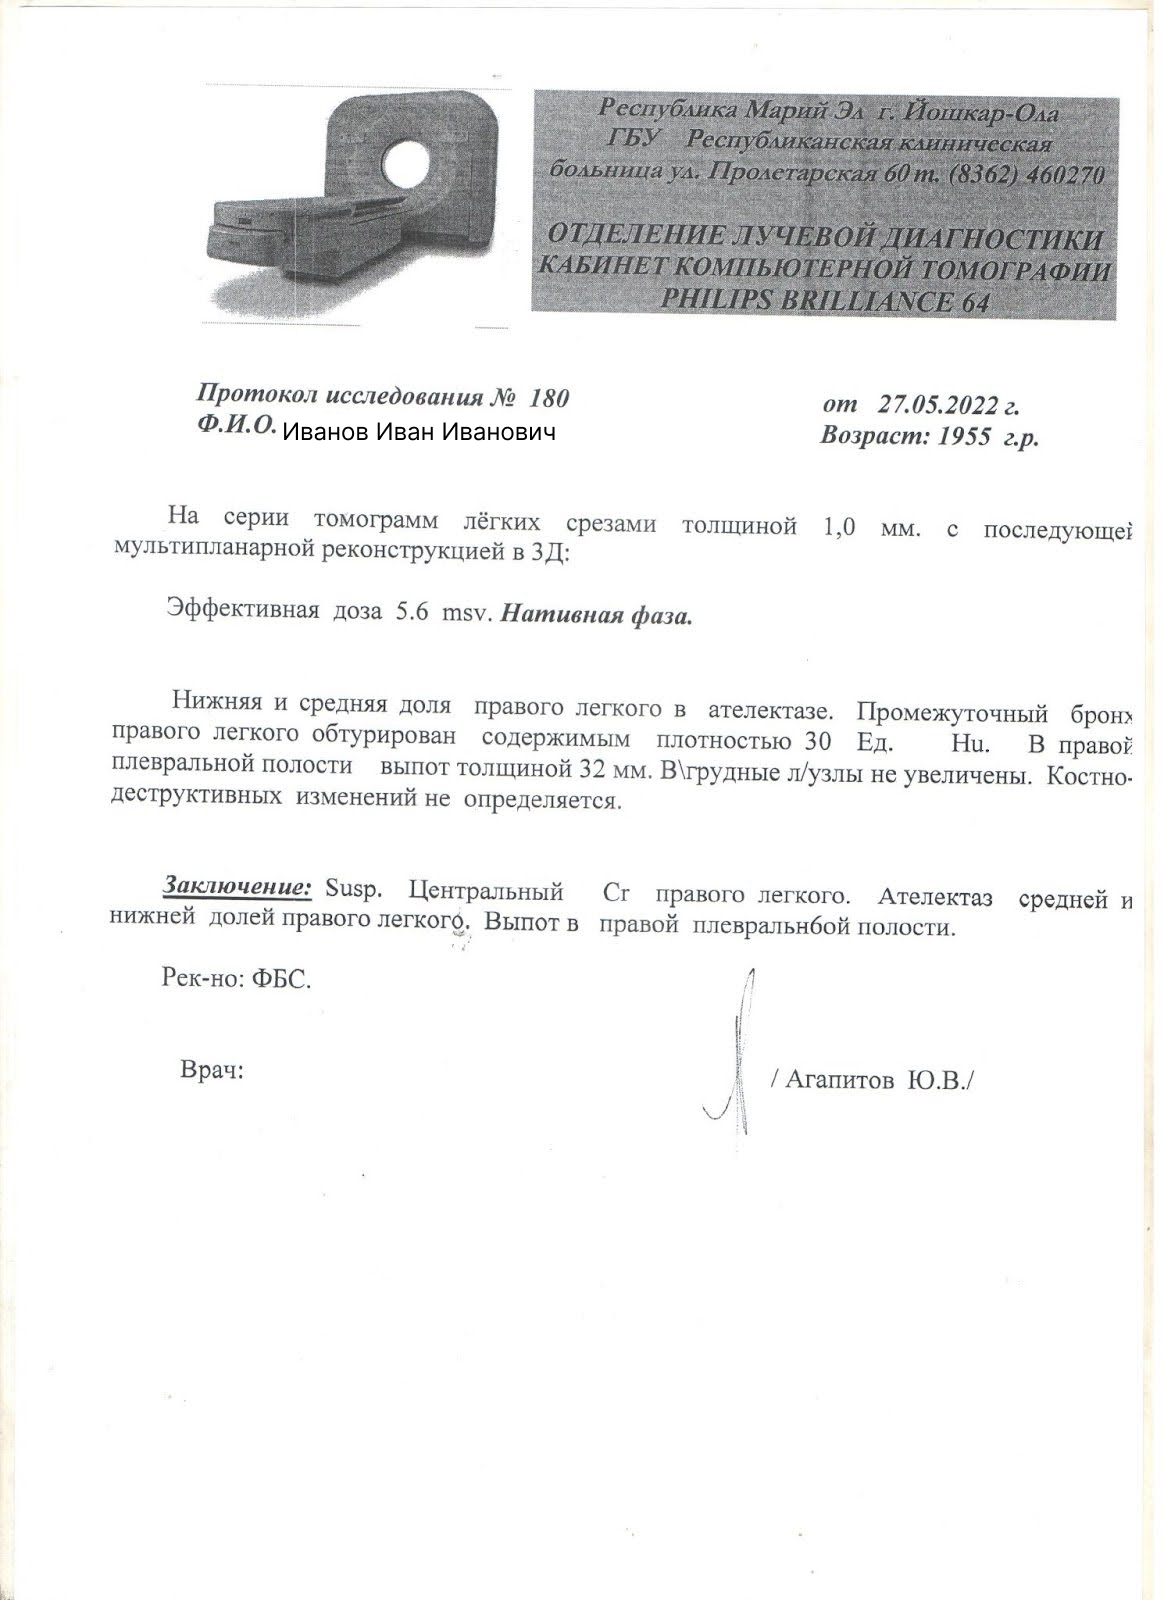 Республика Марий Эл г. Йошкар-Ола
ГБУ Республиканская клиническая
больница ул. Пролетарская 60 т. (8362) 460270
ОТДЕЛЕНИЕ ЛУЧЕВОЙ ДИАГНОСТИКИ
КАБИНЕТ КОМПЬЮТЕРНОЙ ТОМОГРАФИИ
PHILIPS BRILLIANCE 64
Протокол исследования № 180 от 27.05.2022 г.
Ф.И.О. Иванов Иван Иванович Возраст: 1955 г.р.
На серии томограмм лёгких срезами толщиной 1,0 мм. с последующей
мультипланарной реконструкцией в 3Д:
Эффективная доза 5.6 msv. Нативная фаза.
Нижняя и средняя доля правого легкого в ателектазе. Промежуточный бронх
правого легкого обтурирован содержимым плотностью 30 Ед. Hu. В правой
плевральной полости выпот толщиной 32 мм. В\грудные л/узлы не увеличены. Костно-
деструктивных изменений не определяется.
Заключение: Susp. Центральный Cr правого легкого. Ателектаз средней и
нижней долей правого легкого. Выпот в правой плевральнбой полости.
Рек-но: ФБС.
Врач: / Агапитов Ю.В./